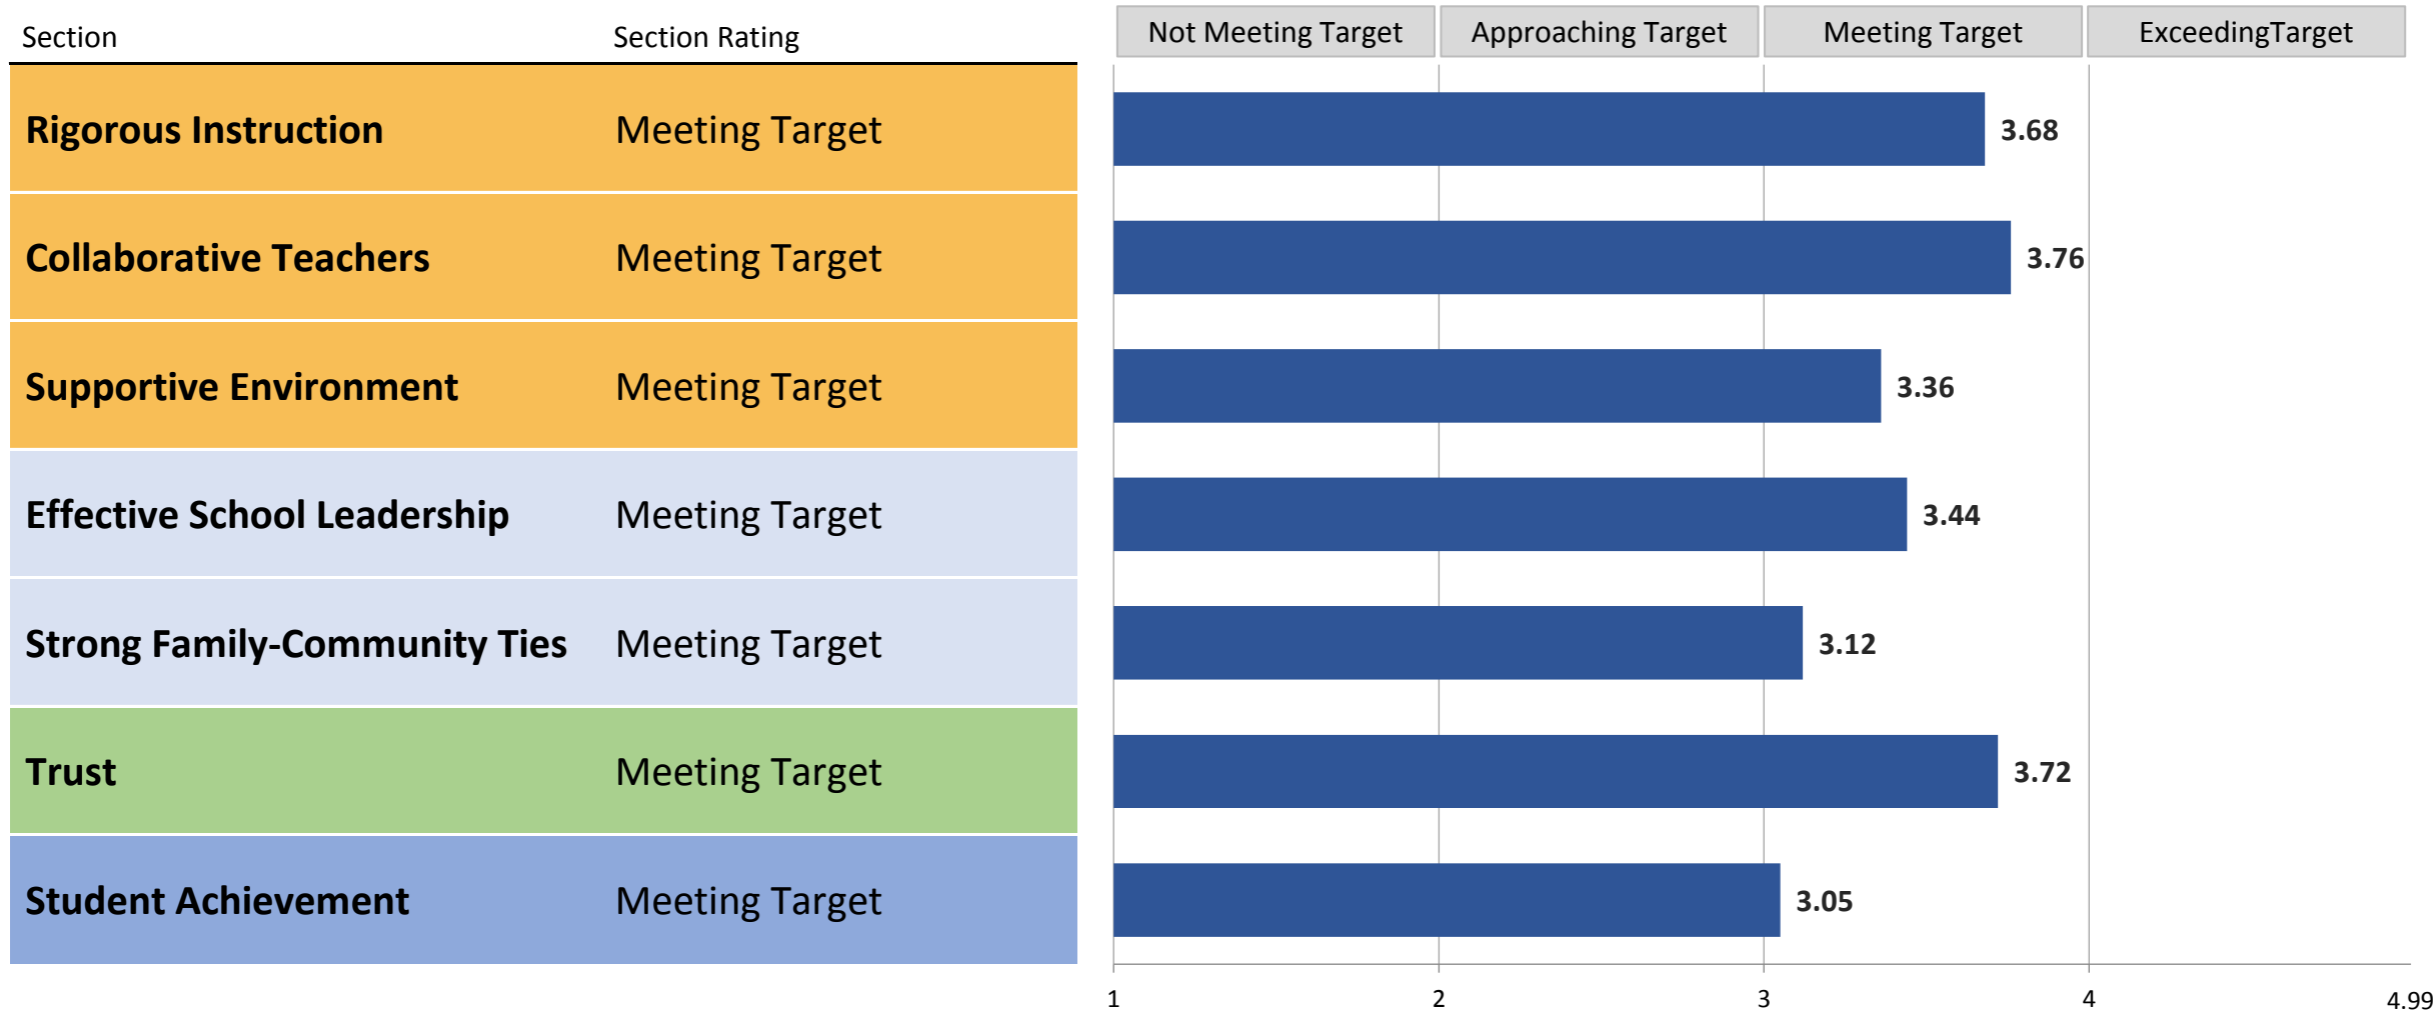 Section Section Rating Not Meeting Target Approaching Target Meeting Target ExceedingTarget
Rigorous Instruction Meeting Target 3.68
Collaborative Teachers Meeting Target 3.76
Supportive Environment Meeting Target 3.36
Effective School Leadership Meeting Target 3.44
Strong Family-Community Ties Meeting Target 3.12
Trust Meeting Target 3.72
Student Achievement Meeting Target 3.05
1 2 3 4 4.99